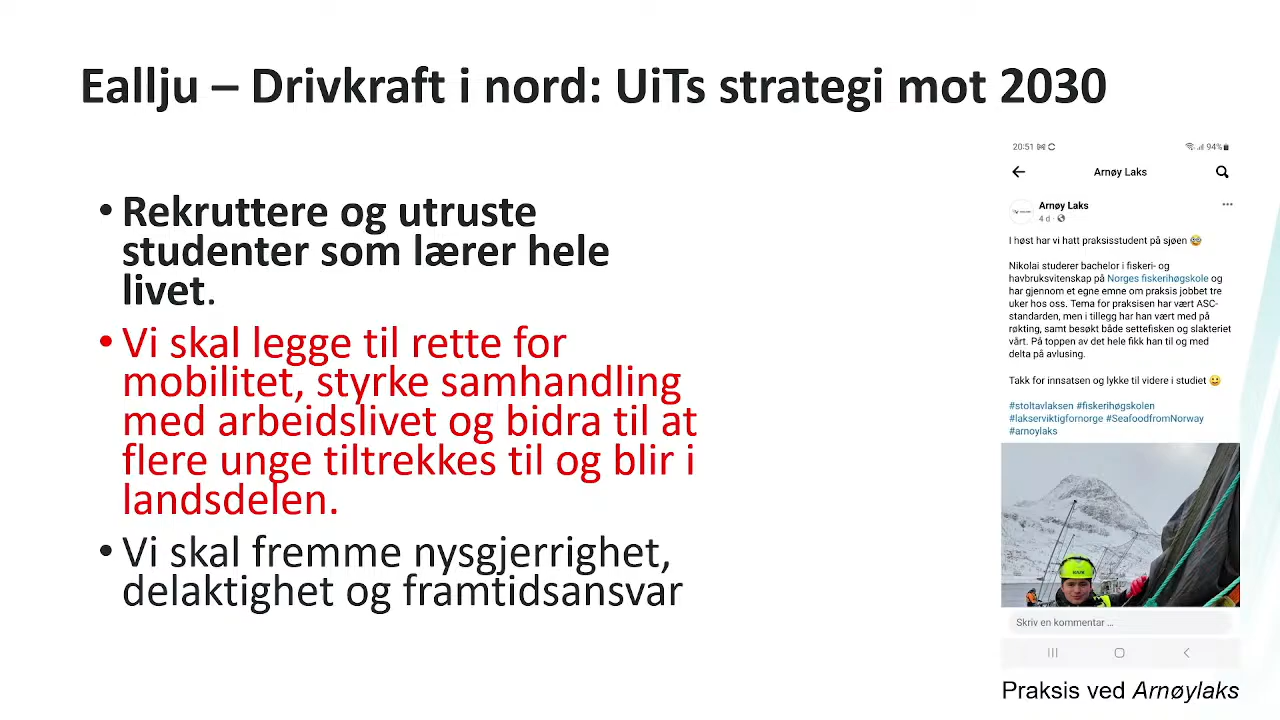 Eallju – Drivkraft i nord: UiTs strategi mot 2030
• Rekruttere og utruste
studenter som lærer hele
livet.
• Vi skal legge til rette for
mobilitet, styrke samhandling
med arbeidslivet og bidra til at
flere unge tiltrekkes til og blir i
landsdelen.
• Vi skal fremme nysgjerrighet,
delaktighet og framtidsansvar
20:51 94%
Arnøy Laks
Arnøy Laks
4 d ·
I høst har vi hatt praksisstudent på sjøen 🥸
Nikolai studerer bachelor i fiskeri- og
havbruksvitenskap på Norges fiskerihøgskole og
har gjennom et egne emne om praksis jobbet tre
uker hos oss. Tema for praksisen har vært ASC-
standarden, men i tillegg har han vært med på
røkting, samt besøkt både settefisken og slakteriet
vårt. På toppen av det hele fikk han til og med
delta på avlusing.
Takk for innsatsen og lykke til videre i studiet 😉
#stoltavlaksen #fiskerihøgskolen
#lakserviktigfornorge #SeafoodfromNorway
#arnoylaks
Skriv en kommentar ...
Praksis ved Arnøylaks